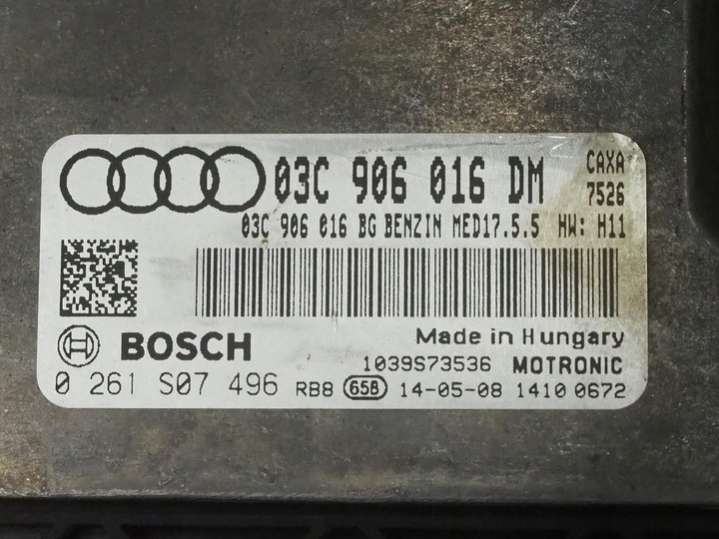 03C 906 016 DM CAXA
7526
03C 906 016 BG BENZIN MED17.5.5 HW: H11
BOSCH Made in Hungary
1039S73536 MOTRONIC
0 261 S07 496 RB8 658 14-05-08 1410 0672